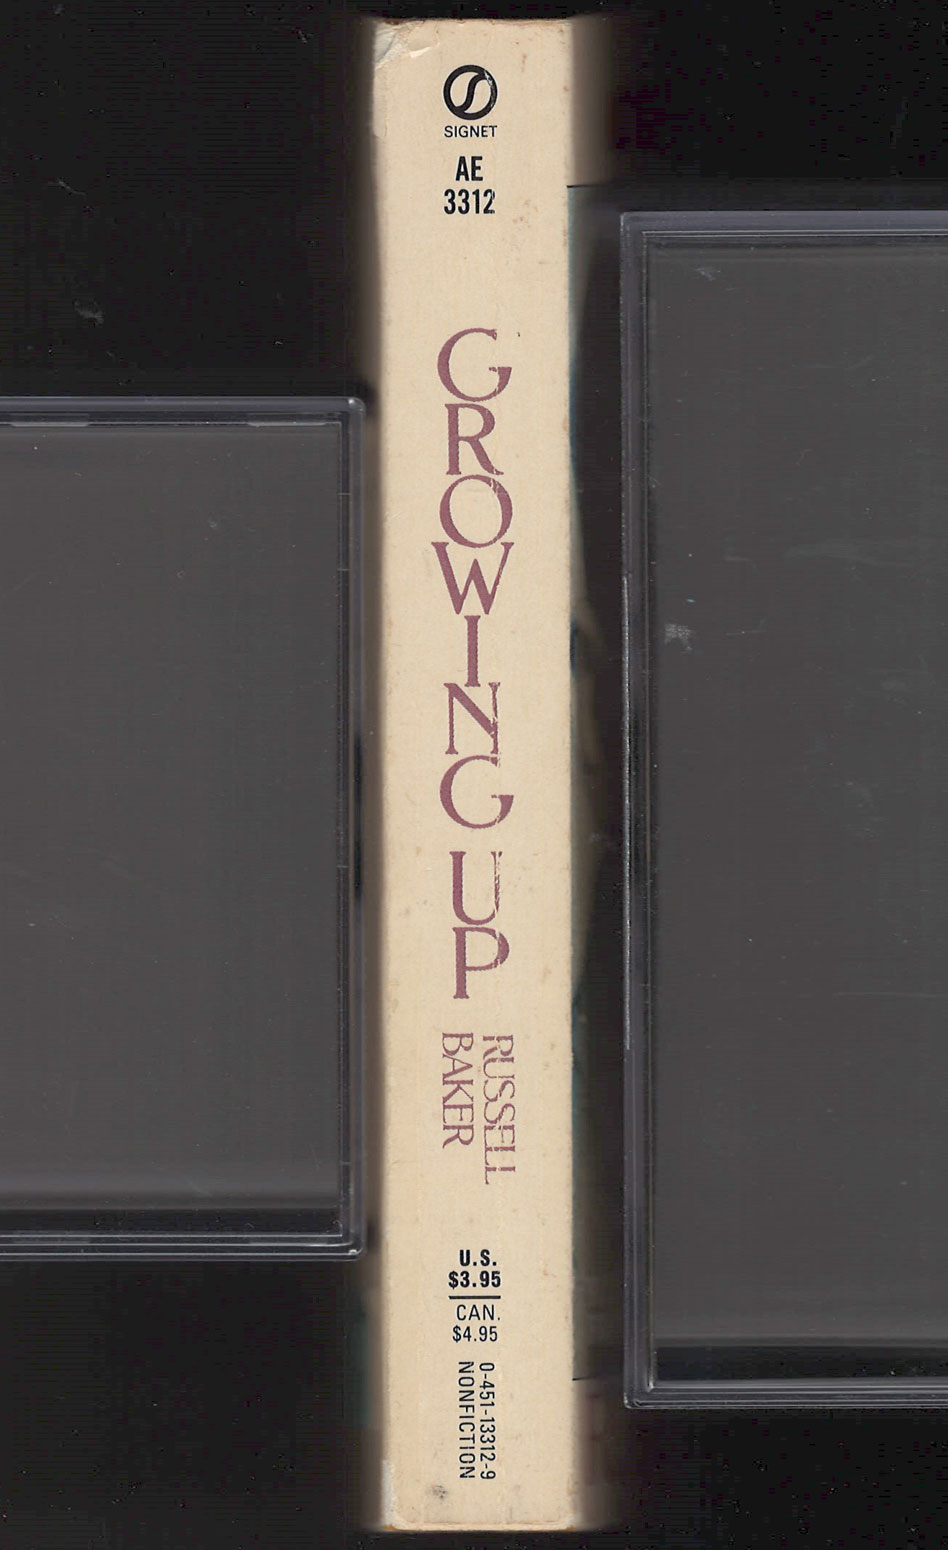 SIGNET
AE
3312
GROWING UP
RUSSELL
BAKER
U.S.
$3.95
CAN.
$4.95
0-451-13312-9
NONFICTION